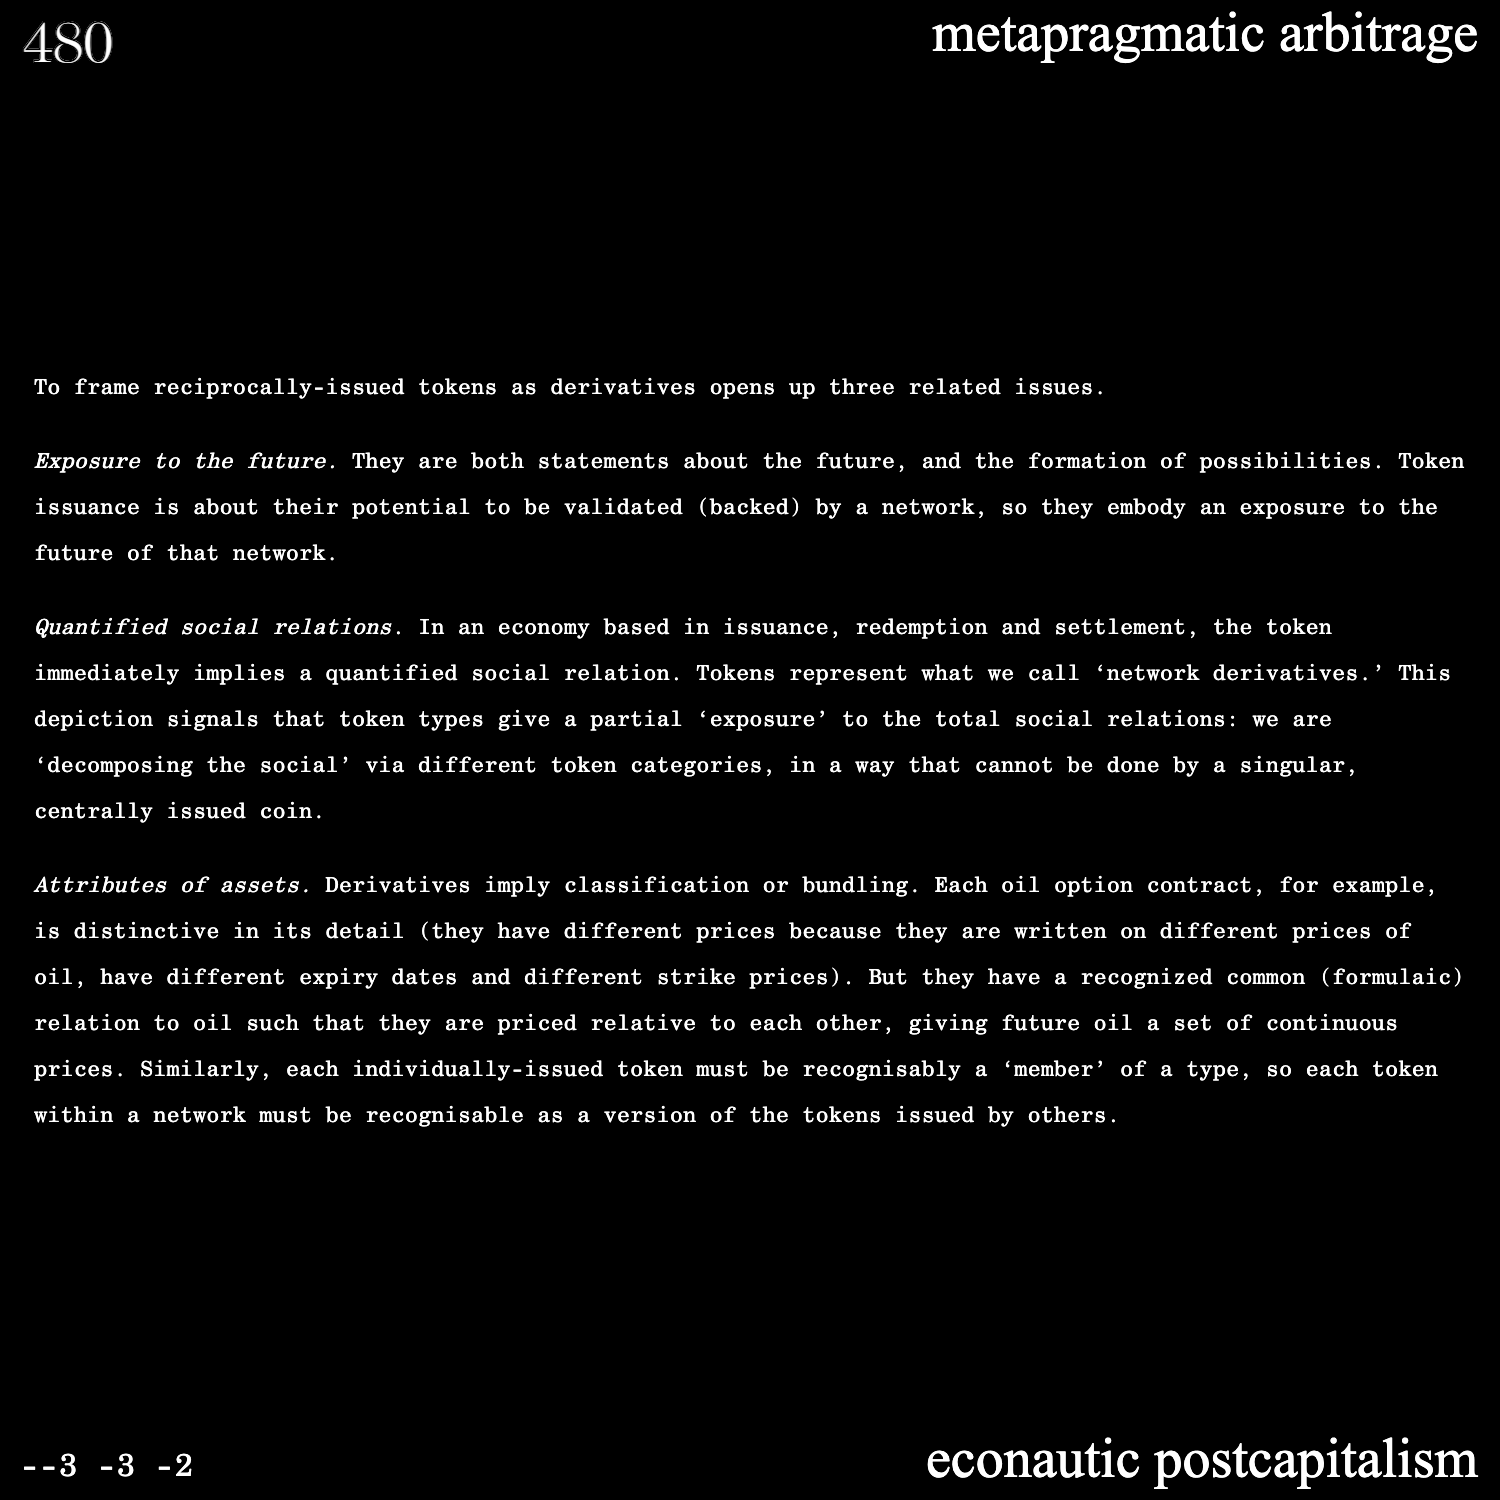 480
metapragmatic arbitrage
To frame reciprocally-issued tokens as derivatives opens up three related issues.
Exposure to the future. They are both statements about the future, and the formation of possibilities. Token
issuance is about their potential to be validated (backed) by a network, so they embody an exposure to the
future of that network.
Quantified social relations. In an economy based in issuance, redemption and settlement, the token
immediately implies a quantified social relation. Tokens represent what we call ‘network derivatives.’ This
depiction signals that token types give a partial ‘exposure’ to the total social relations: we are
‘decomposing the social’ via different token categories, in a way that cannot be done by a singular,
centrally issued coin.
Attributes of assets. Derivatives imply classification or bundling. Each oil option contract, for example,
is distinctive in its detail (they have different prices because they are written on different prices of
oil, have different expiry dates and different strike prices). But they have a recognized common (formulaic)
relation to oil such that they are priced relative to each other, giving future oil a set of continuous
prices. Similarly, each individually-issued token must be recognisably a ‘member’ of a type, so each token
within a network must be recognisable as a version of the tokens issued by others.
--3 -3 -2
econautic postcapitalism